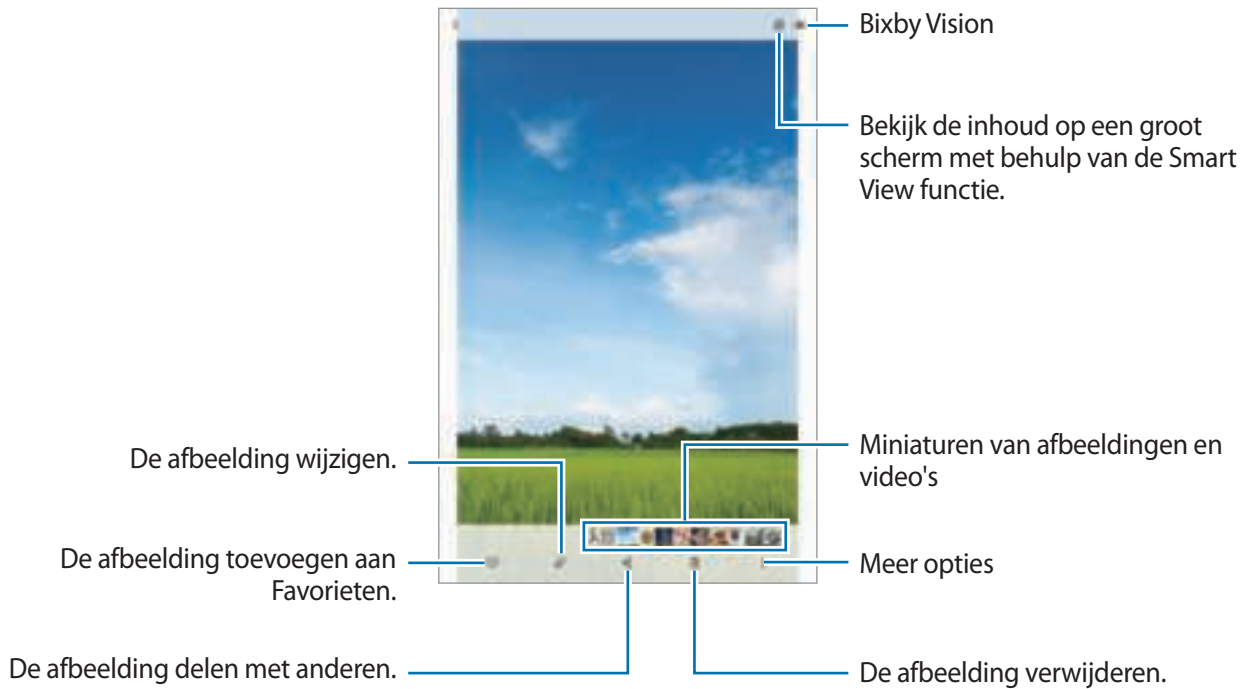 Bixby Vision
Bekijk de inhoud op een groot
scherm met behulp van de Smart
View functie.
De afbeelding wijzigen.
Miniaturen van afbeeldingen en
video's
De afbeelding toevoegen aan
Favorieten.
Meer opties
De afbeelding delen met anderen.
De afbeelding verwijderen.